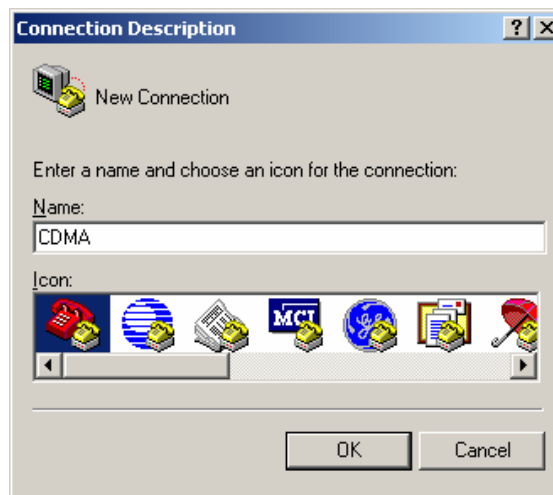 Connection Description
New Connection
Enter a name and choose an icon for the connection:
Name:
CDMA
Icon:
MCI
OK Cancel